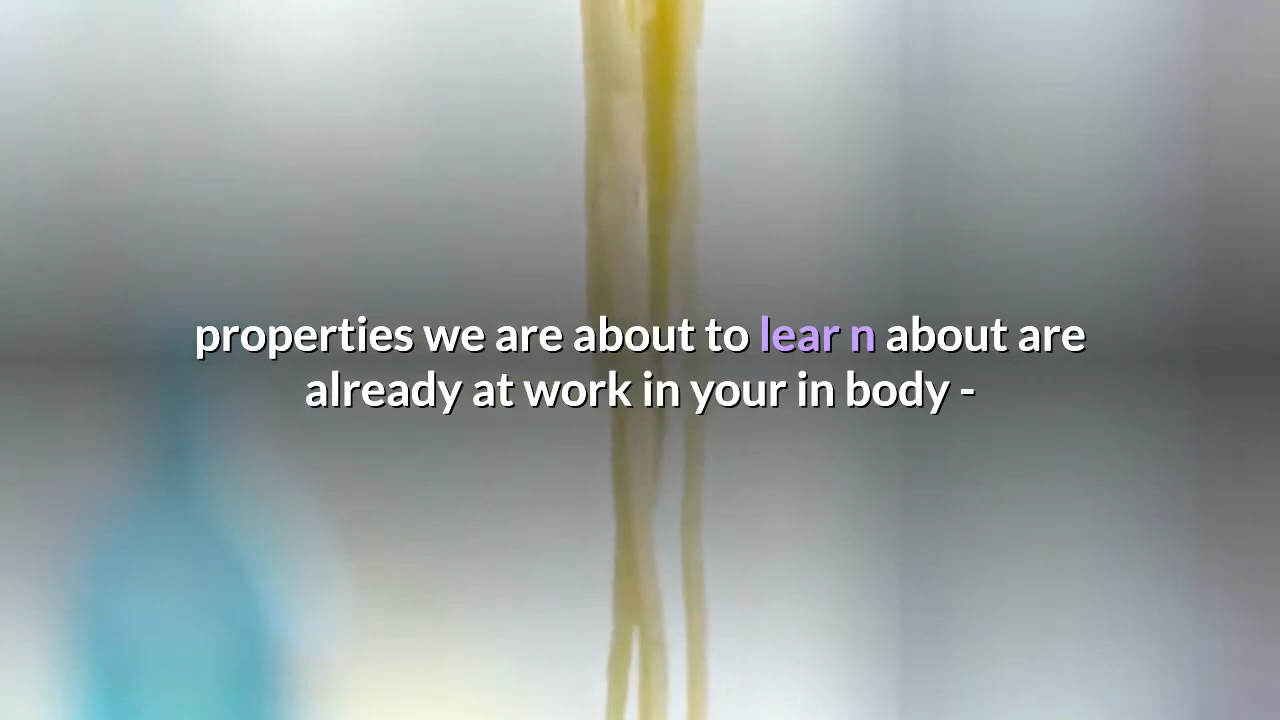 properties we are about to lear n about are
already at work in your in body -